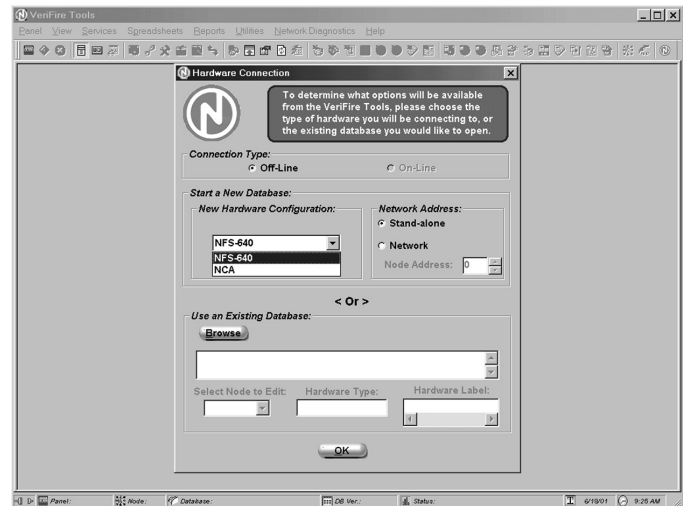 VeriFire Tools
Panel View Services Spreadsheets Reports Utilities Network Diagnostics Help
Hardware Connection
To determine what options will be available
from the VeriFire Tools, please choose the
type of hardware you will be connecting to, or
the existing database you would like to open.
Connection Type:
Off-Line On-Line
Start a New Database:
New Hardware Configuration: Network Address:
Stand-alone
NFS-640 Network
NFS-640 Node Address: 0
NCA
< Or >
Use an Existing Database:
Browse
Select Node to Edit: Hardware Type: Hardware Label:
OK
Panel: Node: Database: DB Ver.: Status: 6/18/01 9:26 AM